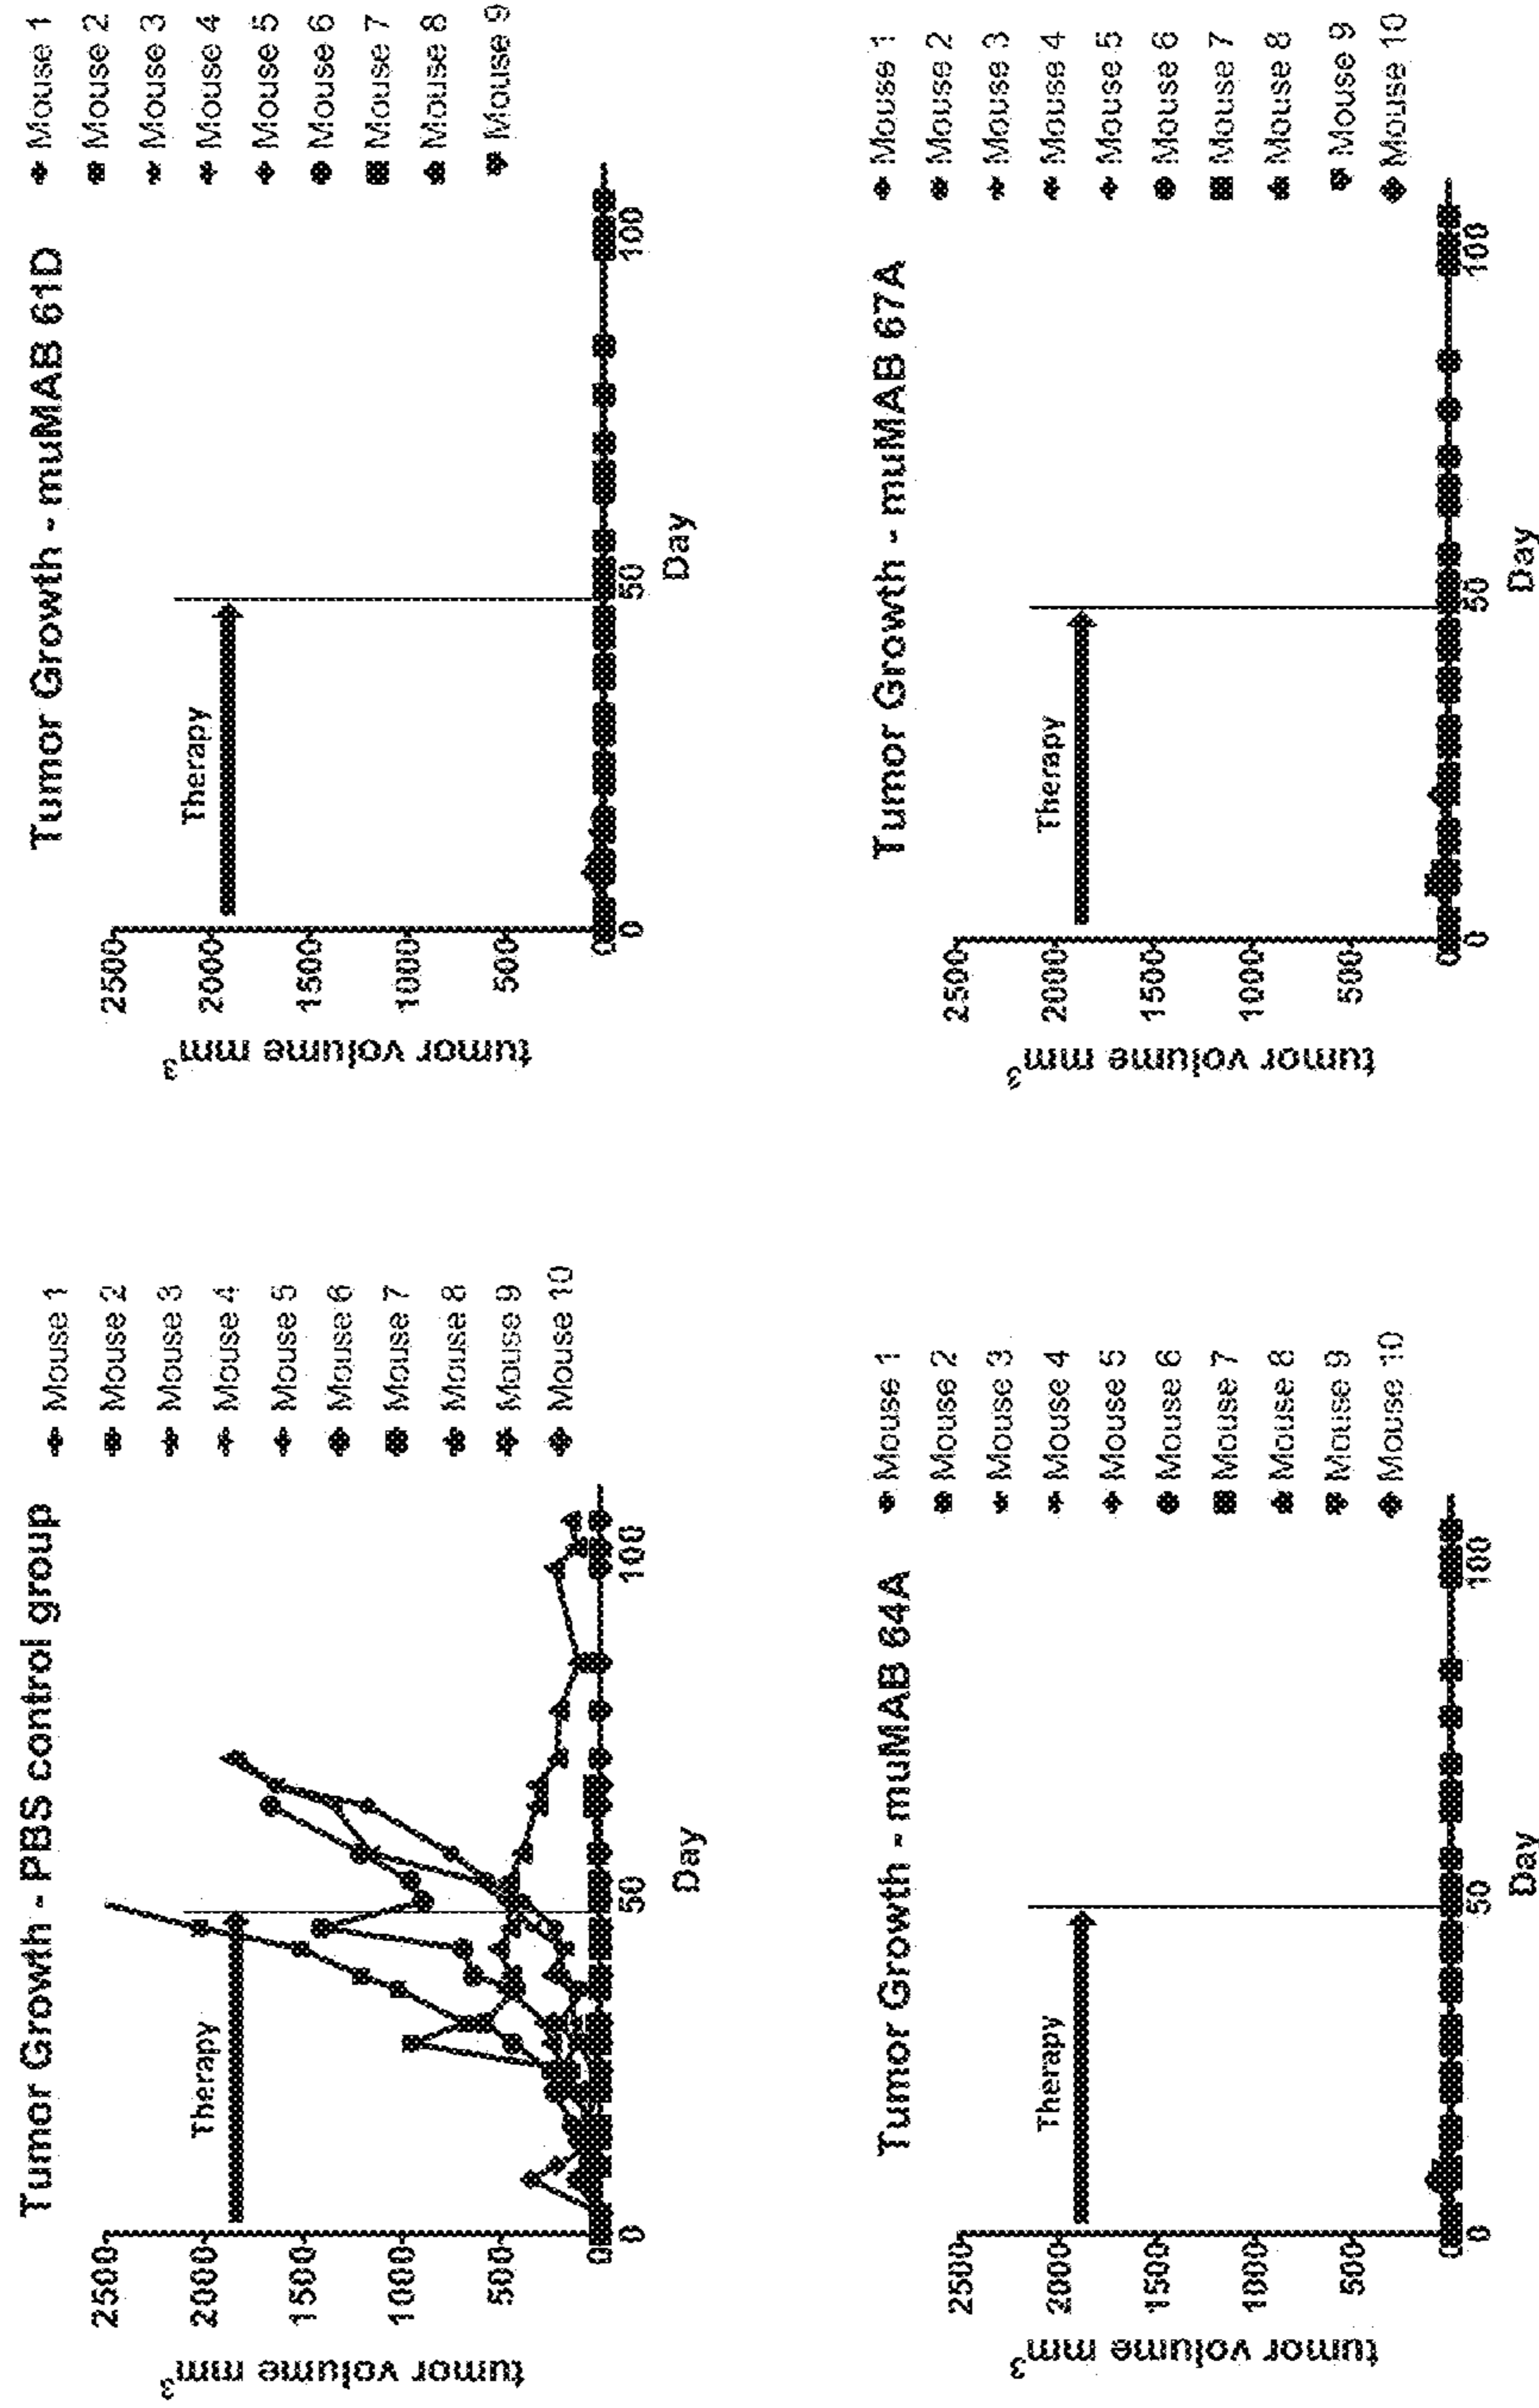 Tumor Growth - PBS control group
tumor volume mm3
2500
2000
1500
1000
500
0
Therapy
0
50
100
Day
Mouse 1
Mouse 2
Mouse 3
Mouse 4
Mouse 5
Mouse 6
Mouse 7
Mouse 8
Mouse 9
Mouse 10
Tumor Growth - muMAB 61D
tumor volume mm3
2500
2000
1500
1000
500
0
Therapy
0
50
100
Day
Mouse 1
Mouse 2
Mouse 3
Mouse 4
Mouse 5
Mouse 6
Mouse 7
Mouse 8
Mouse 9
Tumor Growth - muMAB 64A
tumor volume mm3
2500
2000
1500
1000
500
0
Therapy
0
50
100
Day
Mouse 1
Mouse 2
Mouse 3
Mouse 4
Mouse 5
Mouse 6
Mouse 7
Mouse 8
Mouse 9
Mouse 10
Tumor Growth - muMAB 67A
tumor volume mm3
2500
2000
1500
1000
500
0
Therapy
0
50
100
Day
Mouse 1
Mouse 2
Mouse 3
Mouse 4
Mouse 5
Mouse 6
Mouse 7
Mouse 8
Mouse 9
Mouse 10